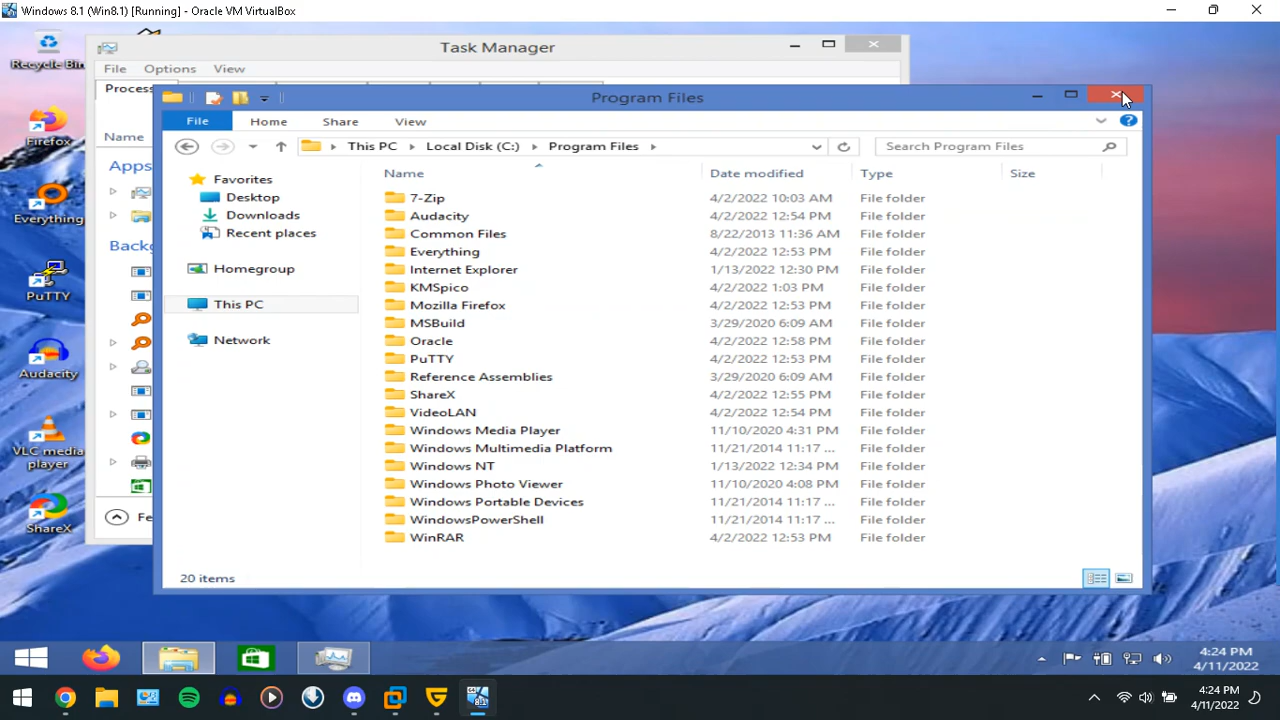 Windows 8.1 (Win8.1) [Running] - Oracle VM VirtualBox
Recycle Bin
Firefox
Everything
PuTTY
Audacity
VLC media
player
ShareX
Task Manager
File Options View
Process
Name
Apps
Backg
Fe
Program Files
File Home Share View
This PC Local Disk (C:) Program Files
Search Program Files
Favorites
Desktop
Downloads
Recent places
Homegroup
This PC
Network
Name Date modified Type Size
7-Zip 4/2/2022 10:03 AM File folder
Audacity 4/2/2022 12:54 PM File folder
Common Files 8/22/2013 11:36 AM File folder
Everything 4/2/2022 12:53 PM File folder
Internet Explorer 1/13/2022 12:30 PM File folder
KMSpico 4/2/2022 1:03 PM File folder
Mozilla Firefox 4/2/2022 12:53 PM File folder
MSBuild 3/29/2020 6:09 AM File folder
Oracle 4/2/2022 12:58 PM File folder
PuTTY 4/2/2022 12:53 PM File folder
Reference Assemblies 3/29/2020 6:09 AM File folder
ShareX 4/2/2022 12:55 PM File folder
VideoLAN 4/2/2022 12:54 PM File folder
Windows Media Player 11/10/2020 4:31 PM File folder
Windows Multimedia Platform 11/21/2014 11:17 ... File folder
Windows NT 1/13/2022 12:34 PM File folder
Windows Photo Viewer 11/10/2020 4:08 PM File folder
Windows Portable Devices 11/21/2014 11:17 ... File folder
WindowsPowerShell 11/21/2014 11:17 ... File folder
WinRAR 4/2/2022 12:53 PM File folder
20 items
4:24 PM
4/11/2022
4:24 PM
4/11/2022